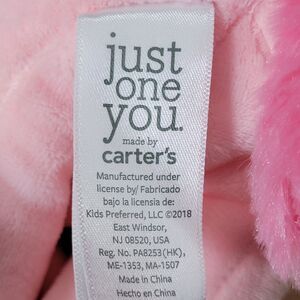 just
one
you.
made by
carter's
Manufactured under
license by/ Fabricado
bajo la licensia de:
Kids Preferred, LLC ©2018
East Windsor,
NJ 08520, USA
Reg. No. PA8253(HK),
ME-1353, MA-1507
Made in China
Hecho en China